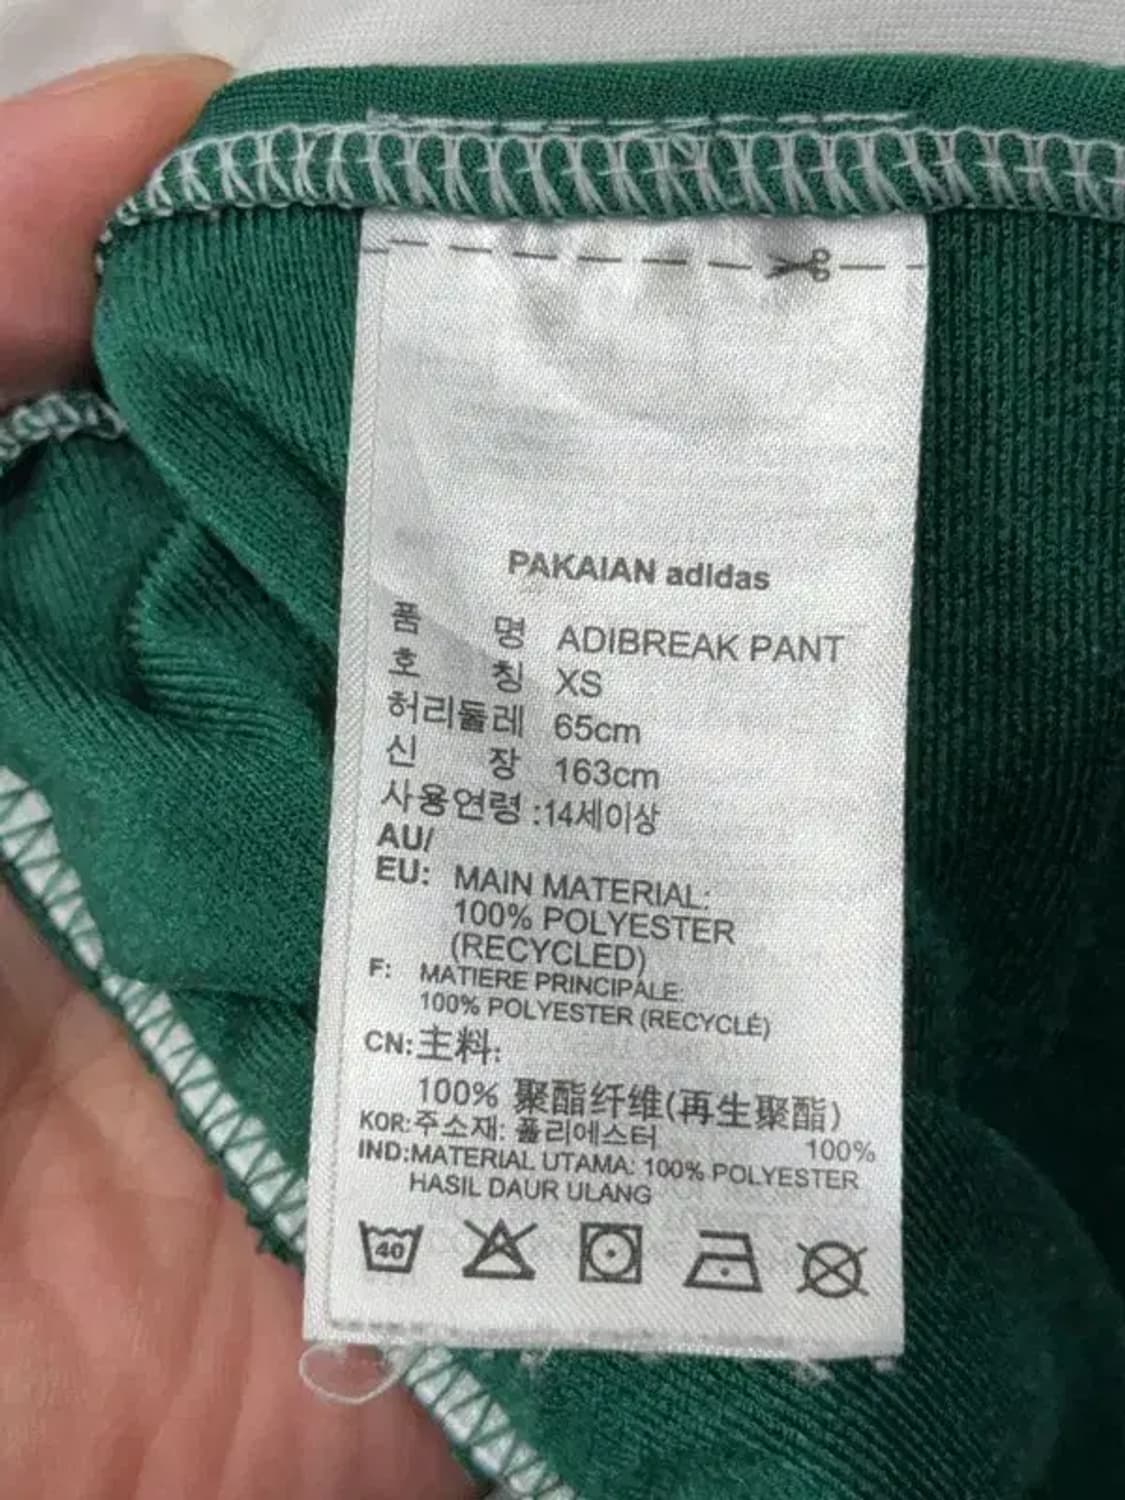 PAKAIAN adidas
품 명 ADIBREAK PANT
호 칭 XS
허리둘레 65cm
신 장 163cm
사용연령 :14세이상
AU/
EU: MAIN MATERIAL:
100% POLYESTER
(RECYCLED)
F: MATIERE PRINCIPALE:
100% POLYESTER (RECYCLÉ)
CN:主料:
100% 聚酯纤维(再生聚酯)
KOR:주소재: 폴리에스터 100%
IND:MATERIAL UTAMA: 100% POLYESTER
HASIL DAUR ULANG
40